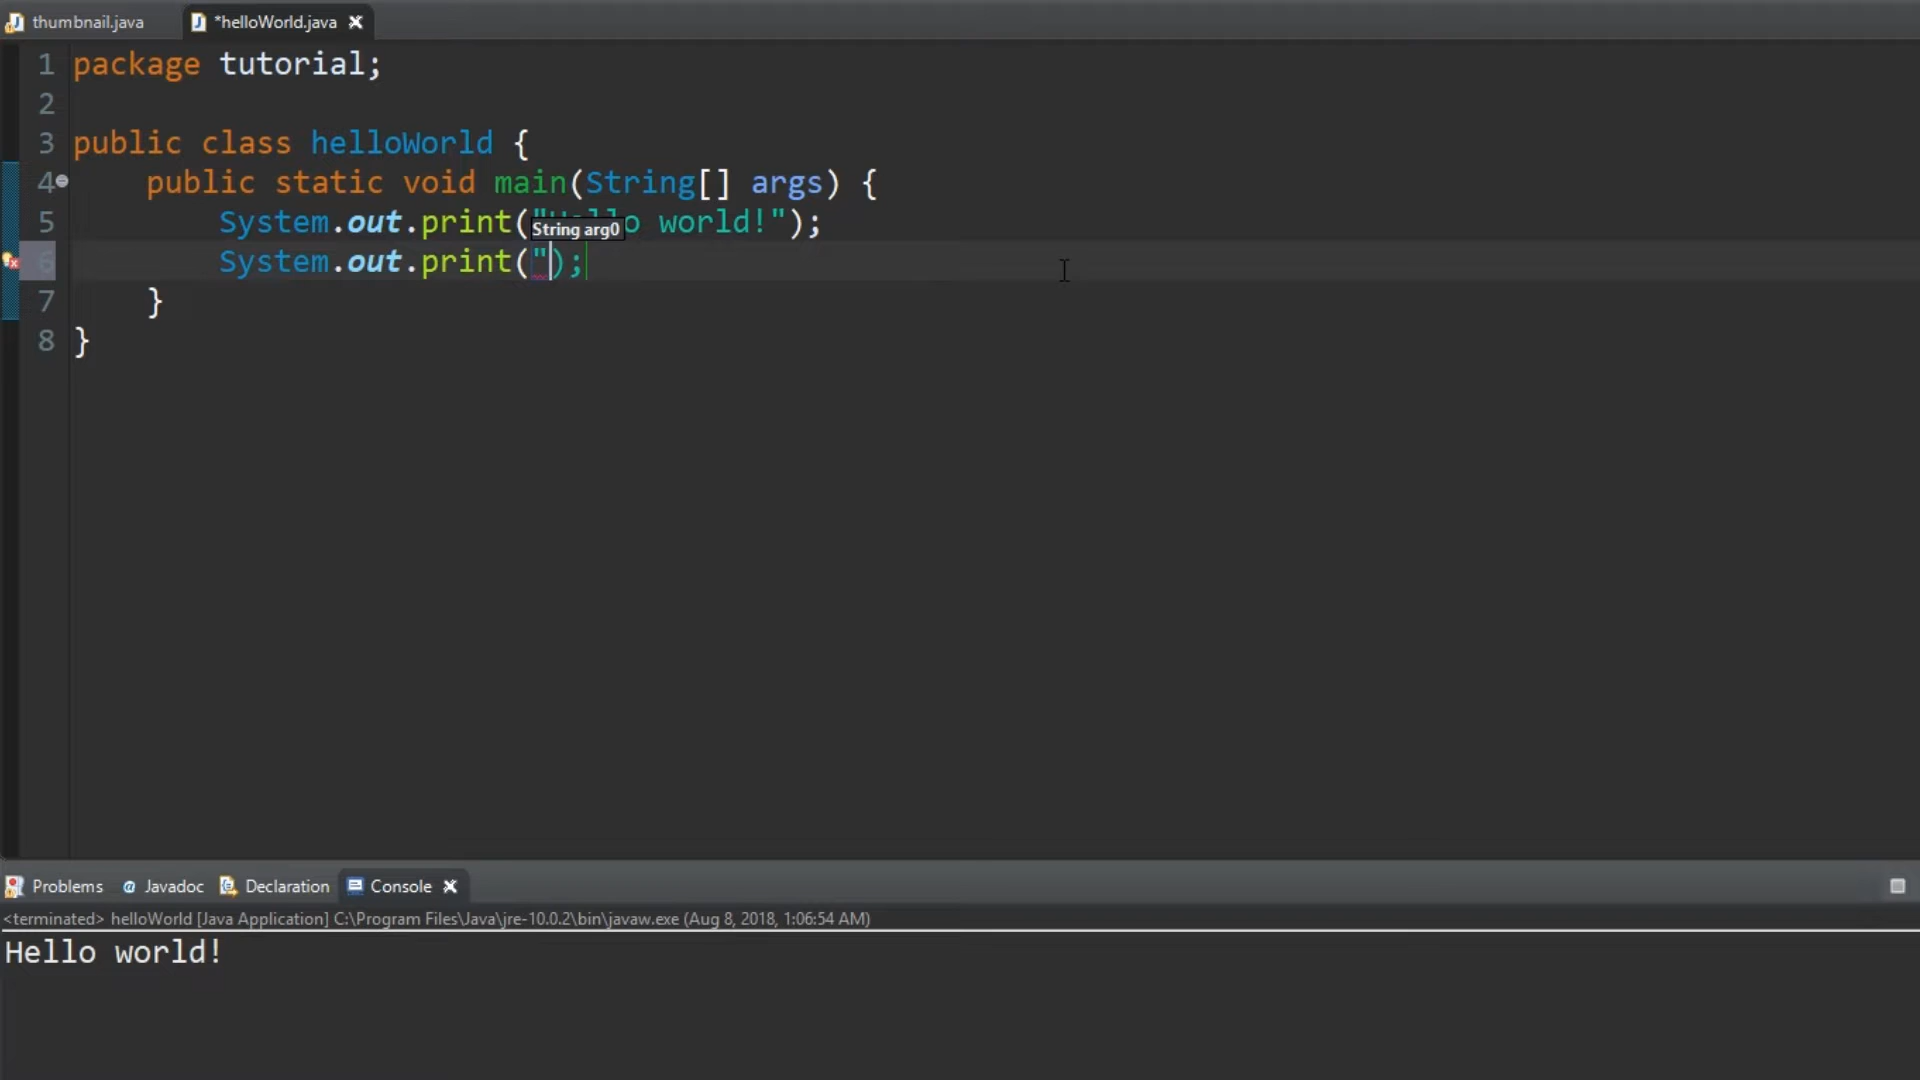 thumbnail.java
*helloWorld.java
1 package tutorial;
2
3 public class helloWorld {
4 public static void main(String[] args) {
5 System.out.print("Hello world!");
String arg0
6 System.out.print(");
7 }
8 }
Problems @ Javadoc Declaration Console
<terminated> helloWorld [Java Application] C:\Program Files\Java\jre-10.0.2\bin\javaw.exe (Aug 8, 2018, 1:06:54 AM)
Hello world!